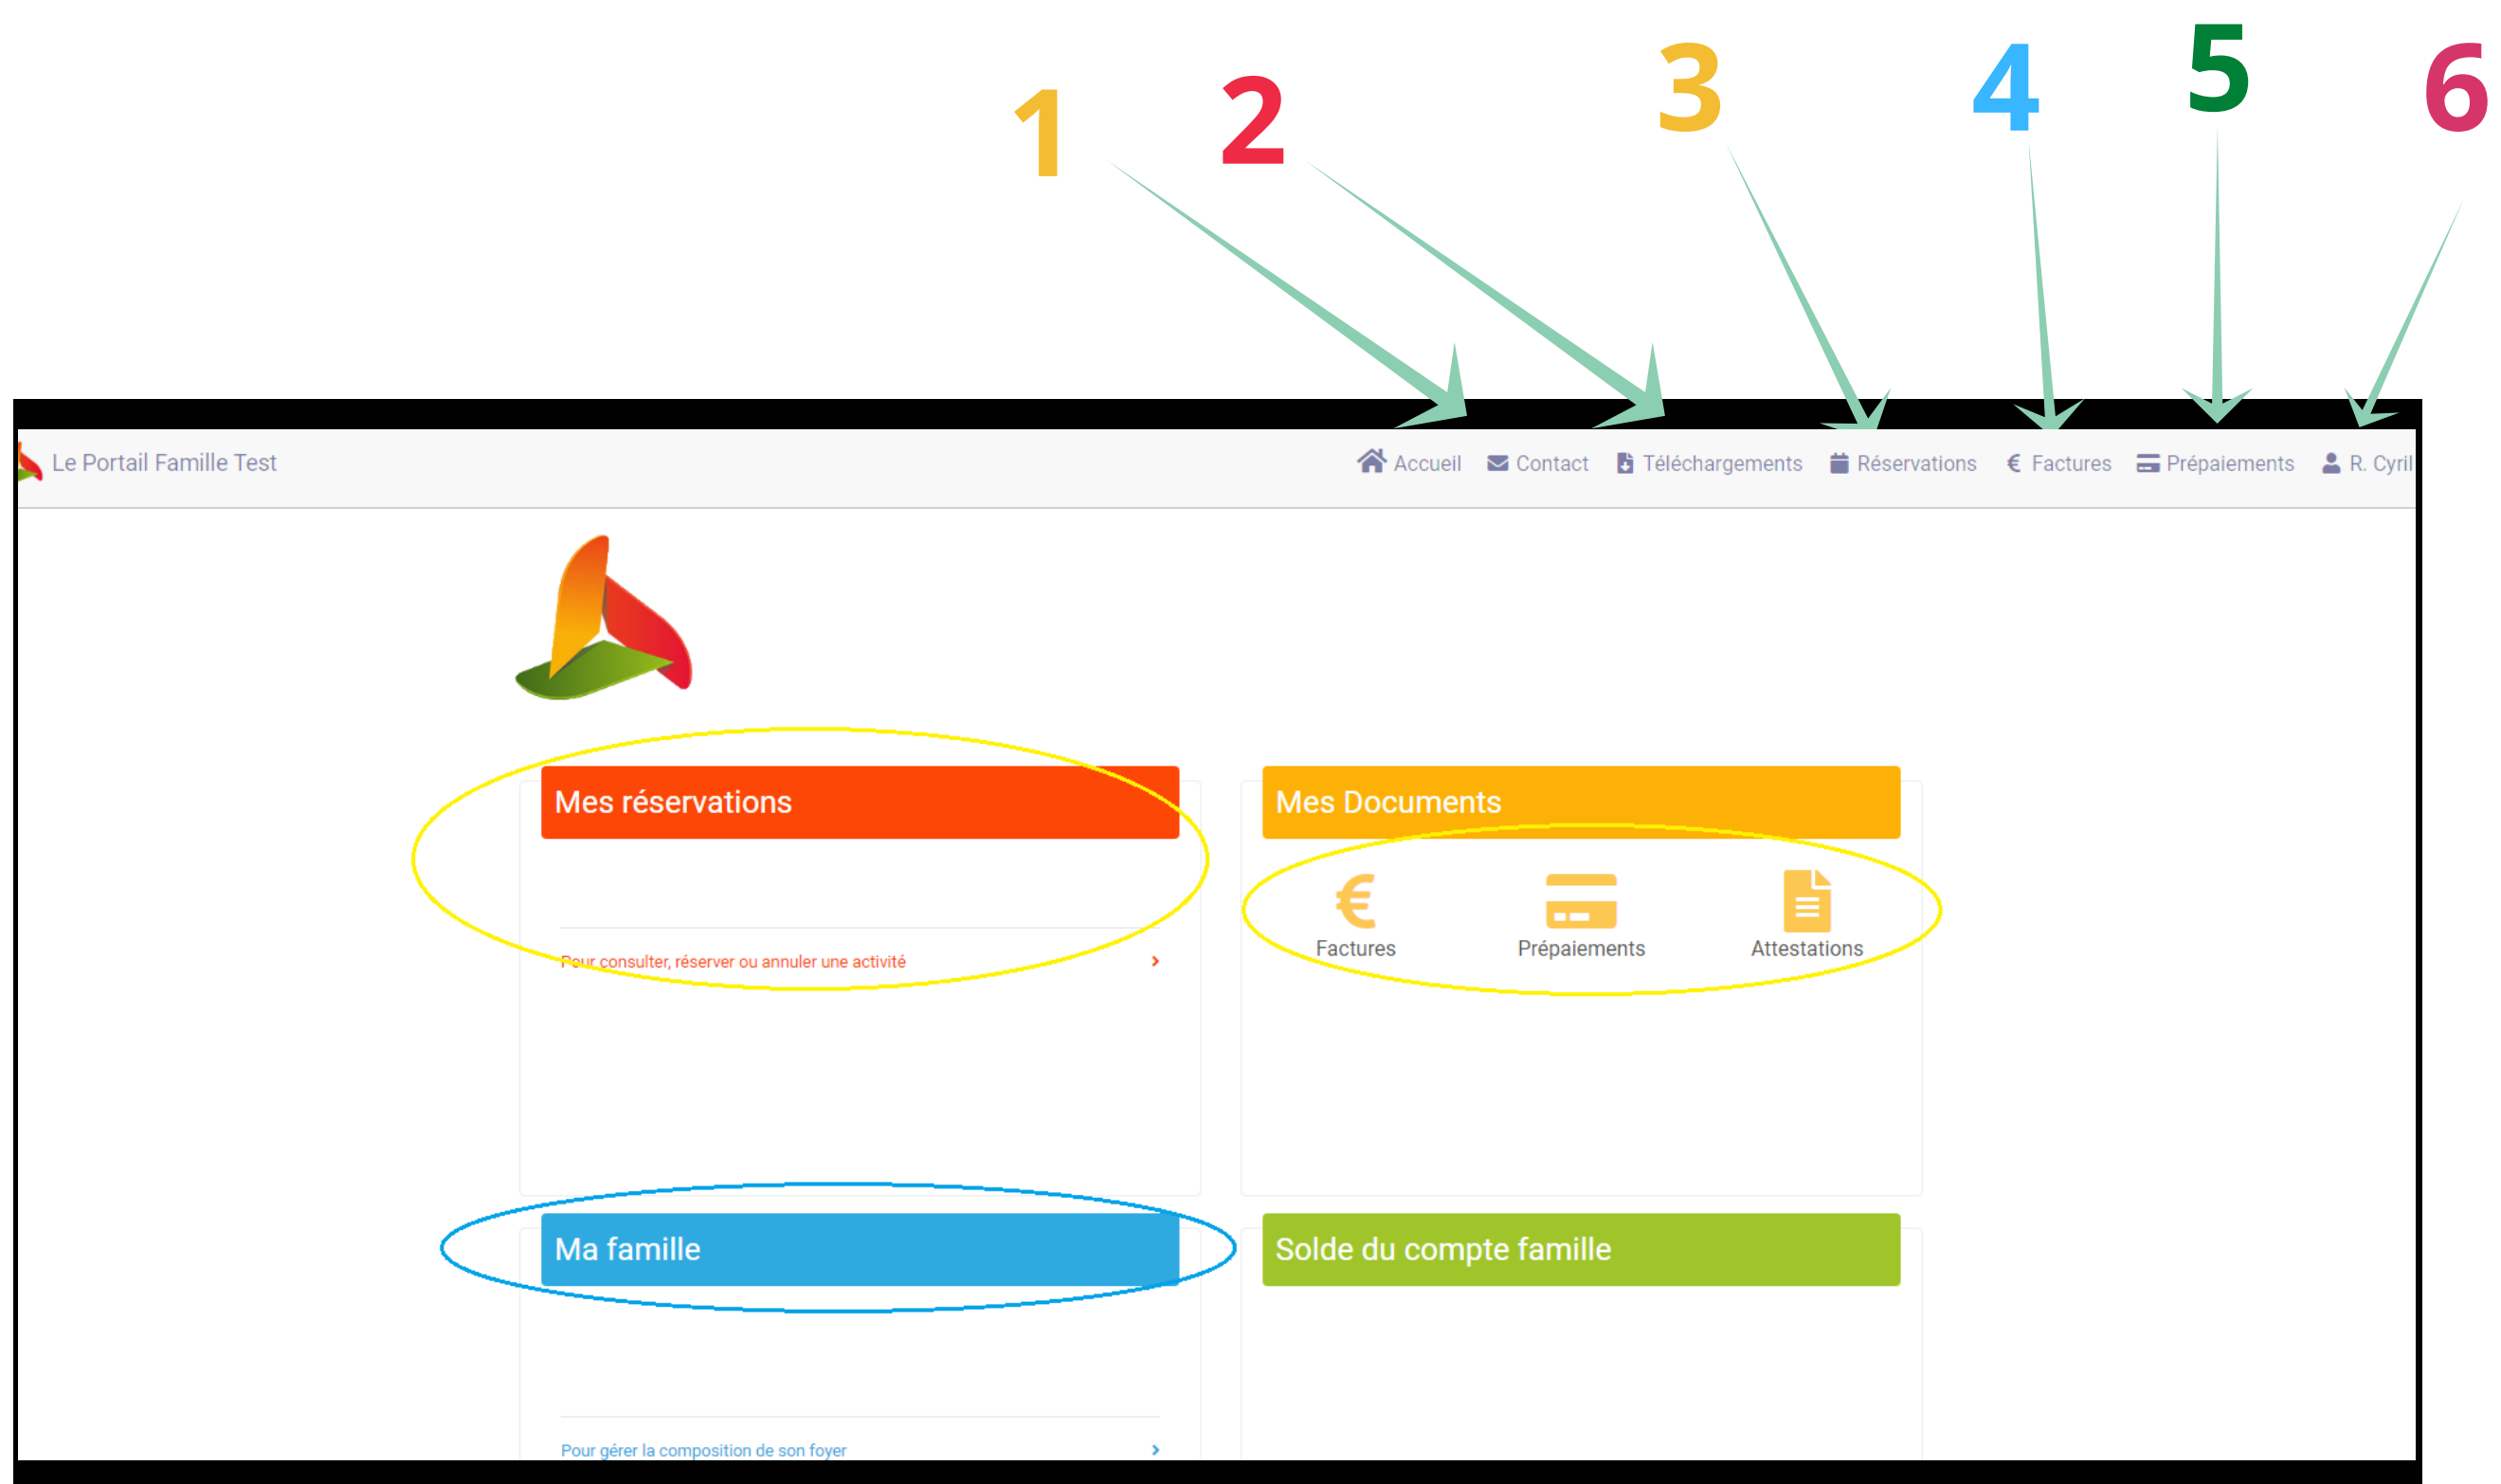 1 2 3 4 5 6
Le Portail Famille Test Accueil Contact Téléchargements Réservations € Factures Prépaiements R. Cyril
Mes réservations
Pour consulter, réserver ou annuler une activité
Mes Documents
€
Factures Prépaiements Attestations
Ma famille
Pour gérer la composition de son foyer
Solde du compte famille